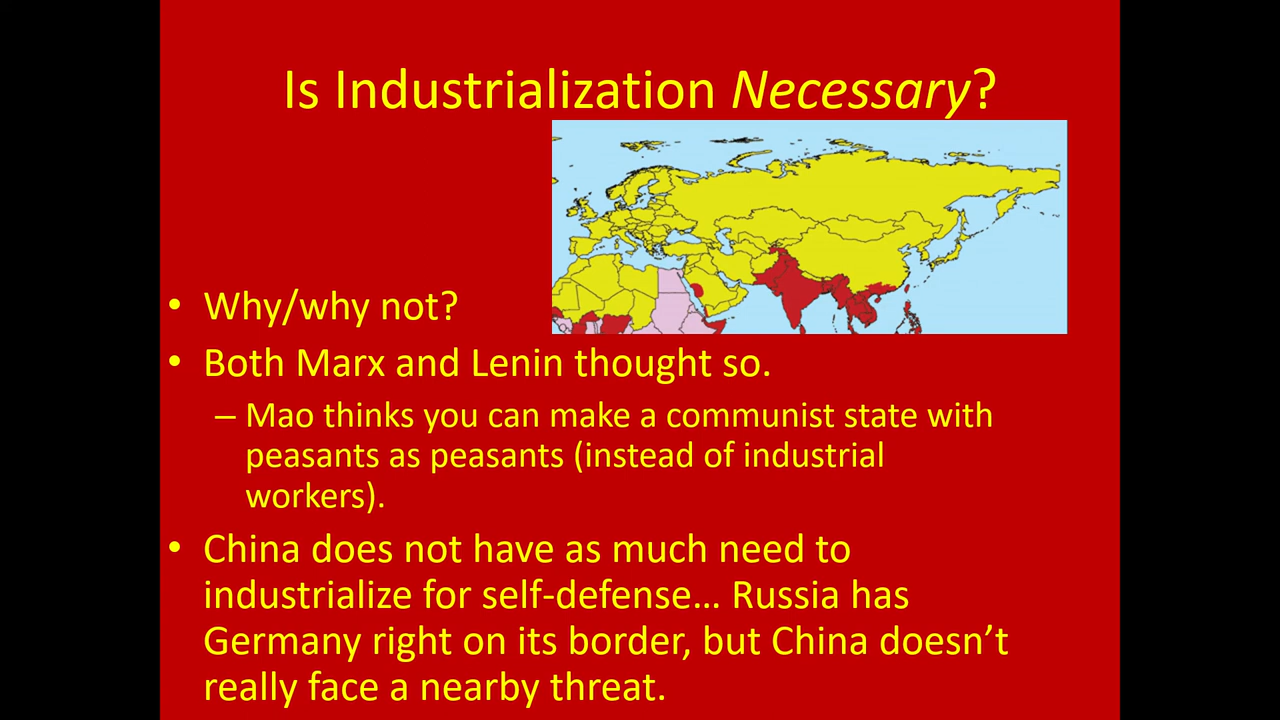 Is Industrialization Necessary?
• Why/why not?
• Both Marx and Lenin thought so.
– Mao thinks you can make a communist state with
peasants as peasants (instead of industrial
workers).
• China does not have as much need to
industrialize for self-defense… Russia has
Germany right on its border, but China doesn’t
really face a nearby threat.